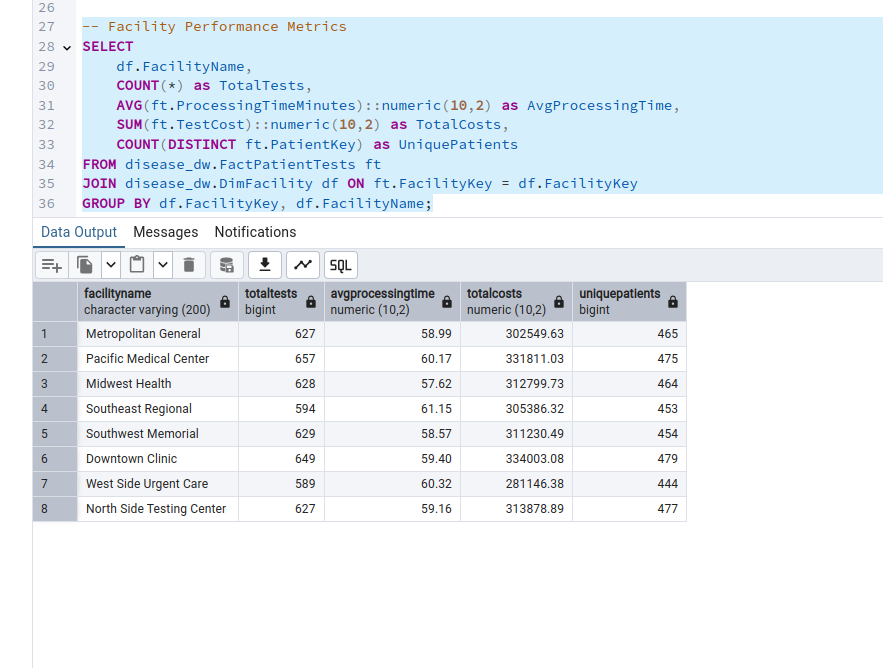 26
27 -- Facility Performance Metrics
28 SELECT
29 df.FacilityName,
30 COUNT(*) as TotalTests,
31 AVG(ft.ProcessingTimeMinutes)::numeric(10,2) as AvgProcessingTime,
32 SUM(ft.TestCost)::numeric(10,2) as TotalCosts,
33 COUNT(DISTINCT ft.PatientKey) as UniquePatients
34 FROM disease_dw.FactPatientTests ft
35 JOIN disease_dw.DimFacility df ON ft.FacilityKey = df.FacilityKey
36 GROUP BY df.FacilityKey, df.FacilityName;
Data Output Messages Notifications
SQL
facilityname totaltests avgprocessingtime totalcosts uniquepatients
character varying (200) bigint numeric (10,2) numeric (10,2) bigint
1 Metropolitan General 627 58.99 302549.63 465
2 Pacific Medical Center 657 60.17 331811.03 475
3 Midwest Health 628 57.62 312799.73 464
4 Southeast Regional 594 61.15 305386.32 453
5 Southwest Memorial 629 58.57 311230.49 454
6 Downtown Clinic 649 59.40 334003.08 479
7 West Side Urgent Care 589 60.32 281146.38 444
8 North Side Testing Center 627 59.16 313878.89 477